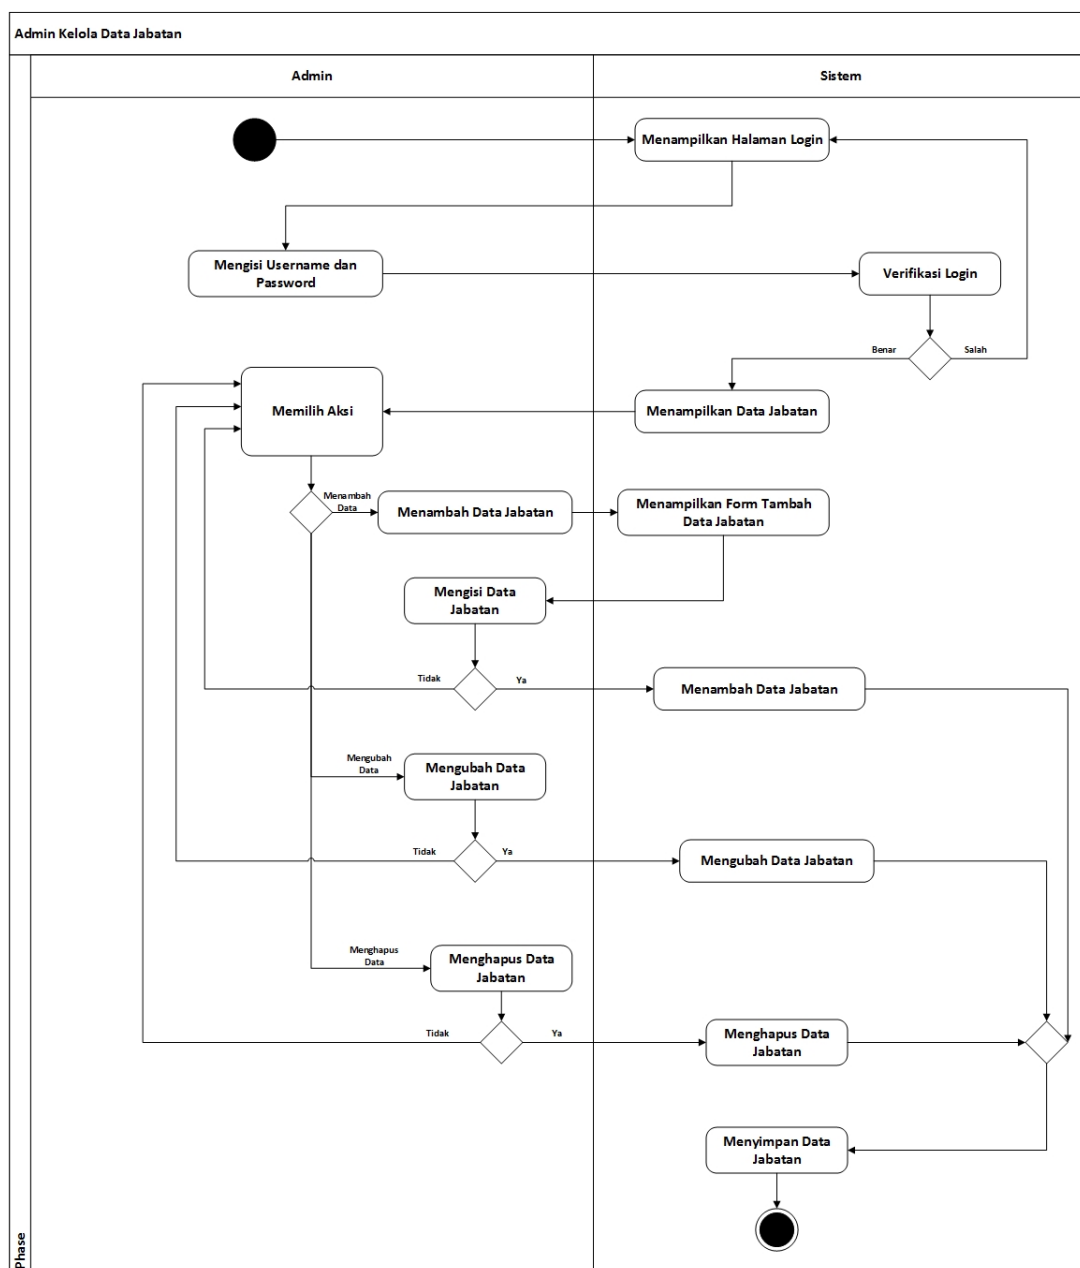 Admin Kelola Data Jabatan
Admin
Sistem
Menampilkan Halaman Login
Mengisi Username dan
Password
Verifikasi Login
Benar
Salah
Memilih Aksi
Menampilkan Data Jabatan
Menambah
Data
Menambah Data Jabatan
Menampilkan Form Tambah
Data Jabatan
Mengisi Data
Jabatan
Tidak
Ya
Menambah Data Jabatan
Mengubah
Data
Mengubah Data
Jabatan
Tidak
Ya
Mengubah Data Jabatan
Menghapus
Data
Menghapus Data
Jabatan
Tidak
Ya
Menghapus Data
Jabatan
Menyimpan Data
Jabatan
Phase